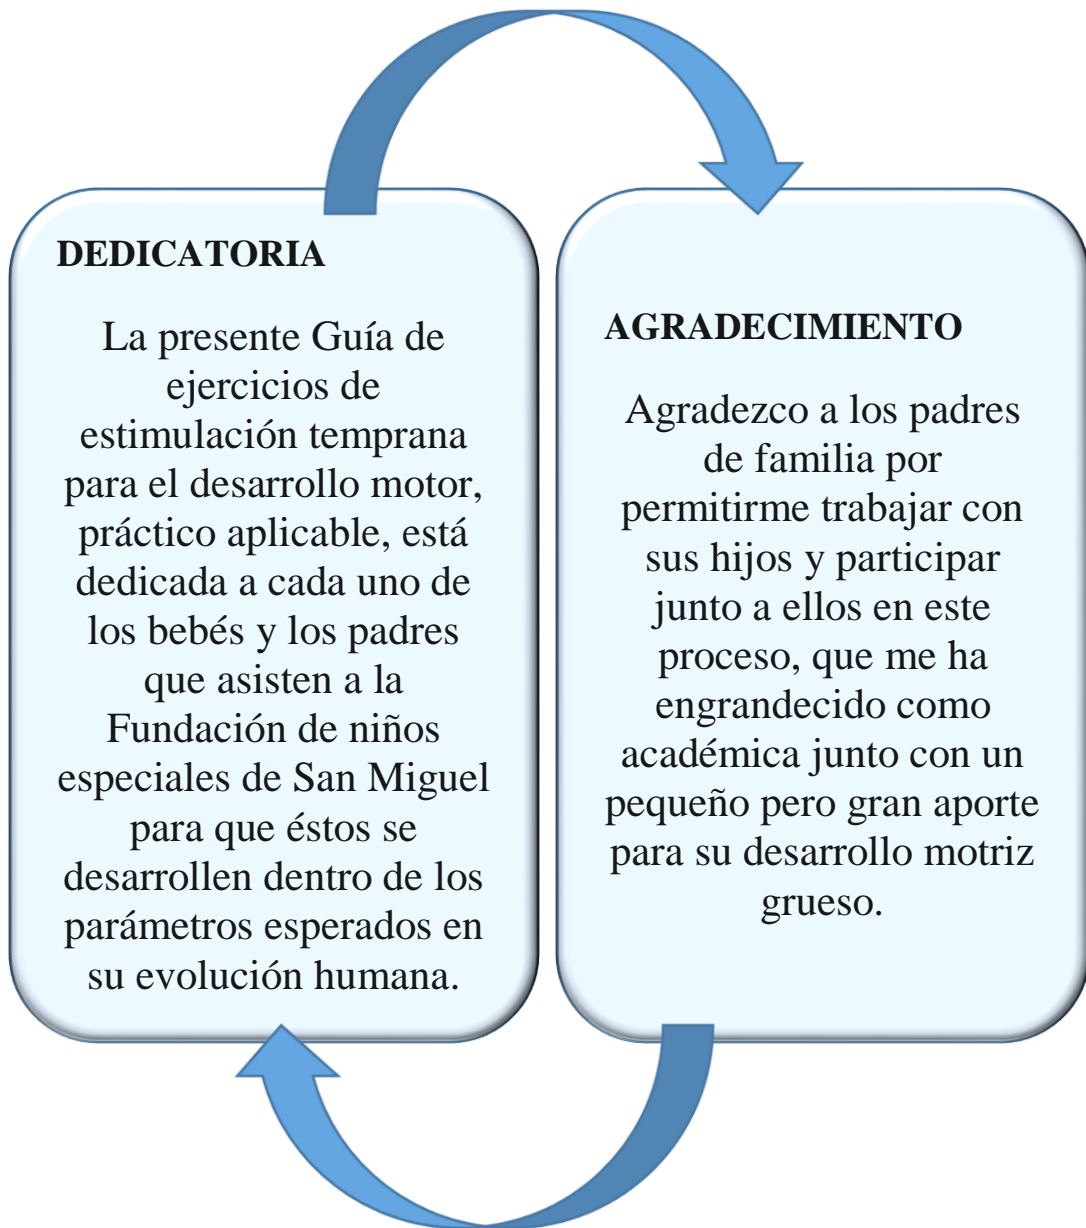 DEDICATORIA
La presente Guía de
ejercicios de
estimulación temprana
para el desarrollo motor,
práctico aplicable, está
dedicada a cada uno de
los bebés y los padres
que asisten a la
Fundación de niños
especiales de San Miguel
para que éstos se
desarrollen dentro de los
parámetros esperados en
su evolución humana.
AGRADECIMIENTO
Agradezco a los padres
de familia por
permitirme trabajar con
sus hijos y participar
junto a ellos en este
proceso, que me ha
engrandecido como
académica junto con un
pequeño pero gran aporte
para su desarrollo motriz
grueso.